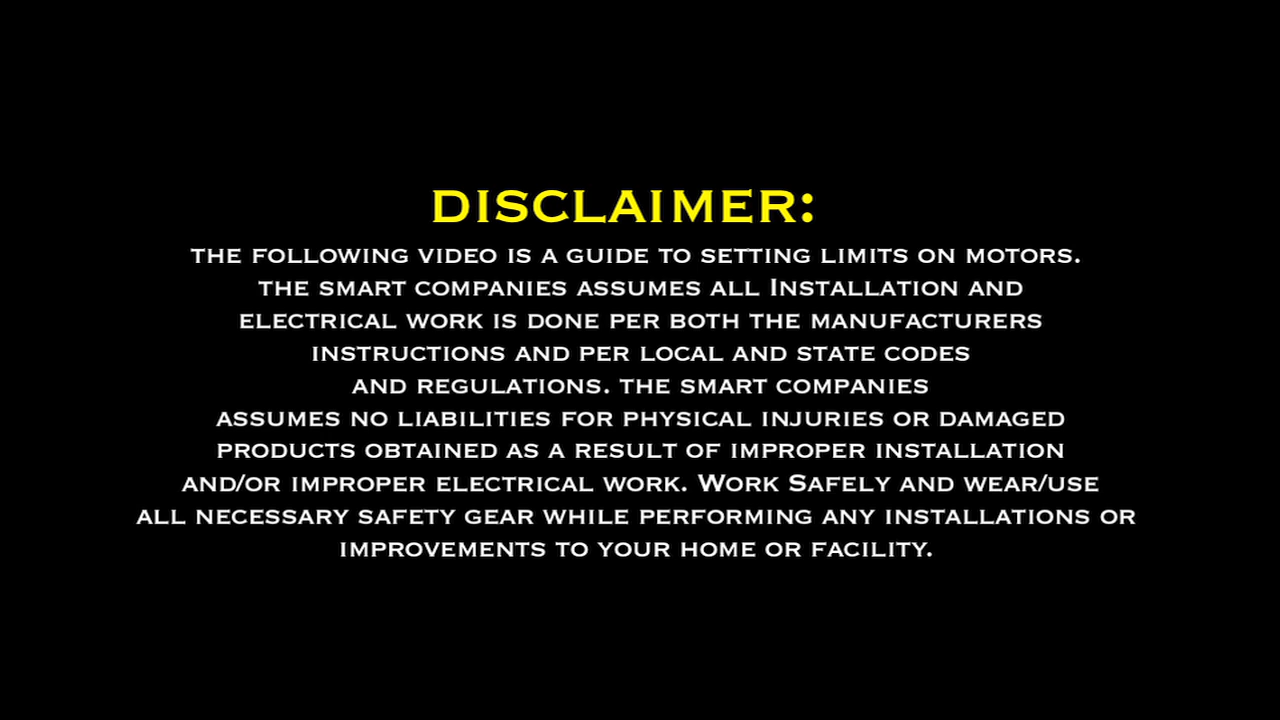 DISCLAIMER:
THE FOLLOWING VIDEO IS A GUIDE TO SETTING LIMITS ON MOTORS.
THE SMART COMPANIES ASSUMES ALL INSTALLATION AND
ELECTRICAL WORK IS DONE PER BOTH THE MANUFACTURERS
INSTRUCTIONS AND PER LOCAL AND STATE CODES
AND REGULATIONS. THE SMART COMPANIES
ASSUMES NO LIABILITIES FOR PHYSICAL INJURIES OR DAMAGED
PRODUCTS OBTAINED AS A RESULT OF IMPROPER INSTALLATION
AND/OR IMPROPER ELECTRICAL WORK. WORK SAFELY AND WEAR/USE
ALL NECESSARY SAFETY GEAR WHILE PERFORMING ANY INSTALLATIONS OR
IMPROVEMENTS TO YOUR HOME OR FACILITY.